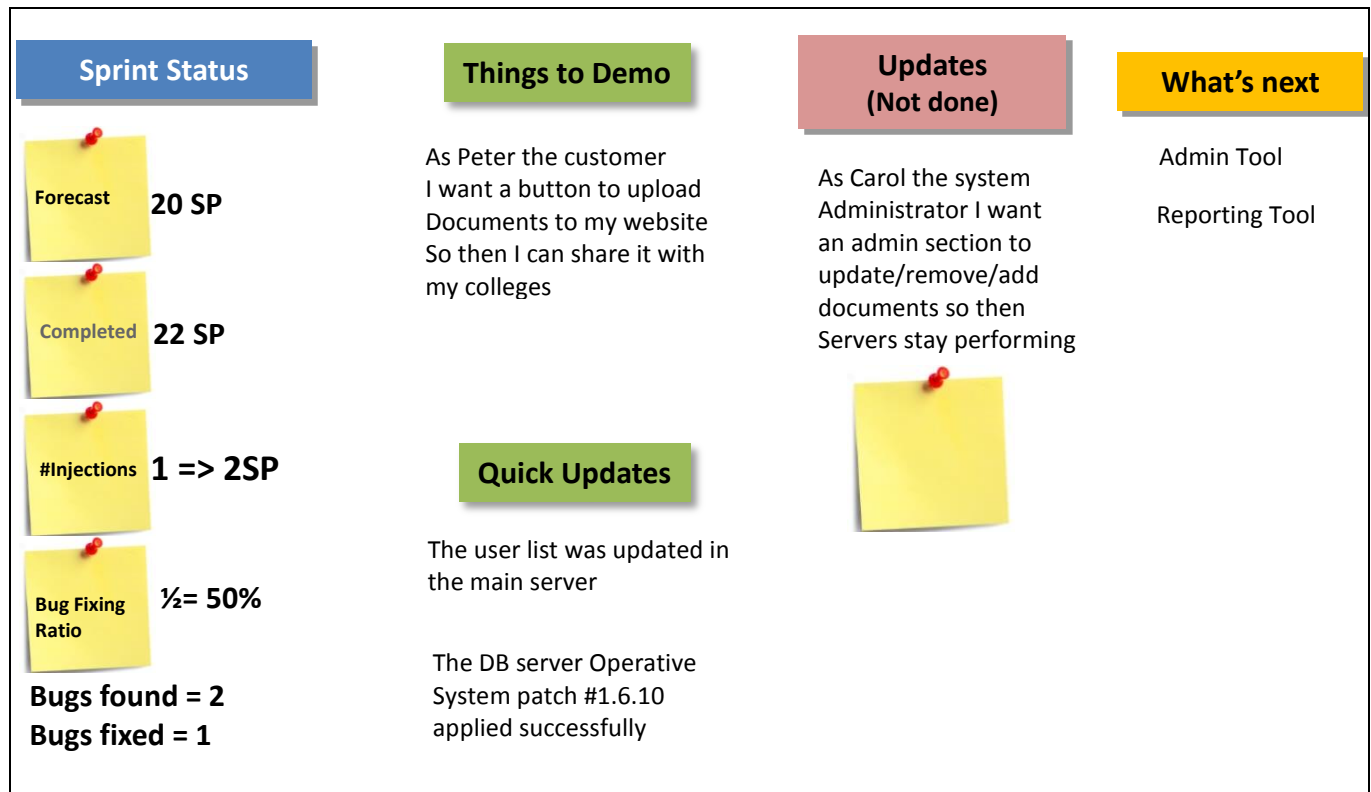 Sprint Status
Forecast
20 SP
Completed
22 SP
#Injections
1 => 2SP
Bug Fixing
Ratio
½= 50%
Bugs found = 2
Bugs fixed = 1
Things to Demo
As Peter the customer
I want a button to upload
Documents to my website
So then I can share it with
my colleges
Quick Updates
The user list was updated in
the main server
The DB server Operative
System patch #1.6.10
applied successfully
Updates
(Not done)
As Carol the system
Administrator I want
an admin section to
update/remove/add
documents so then
Servers stay performing
What’s next
Admin Tool
Reporting Tool